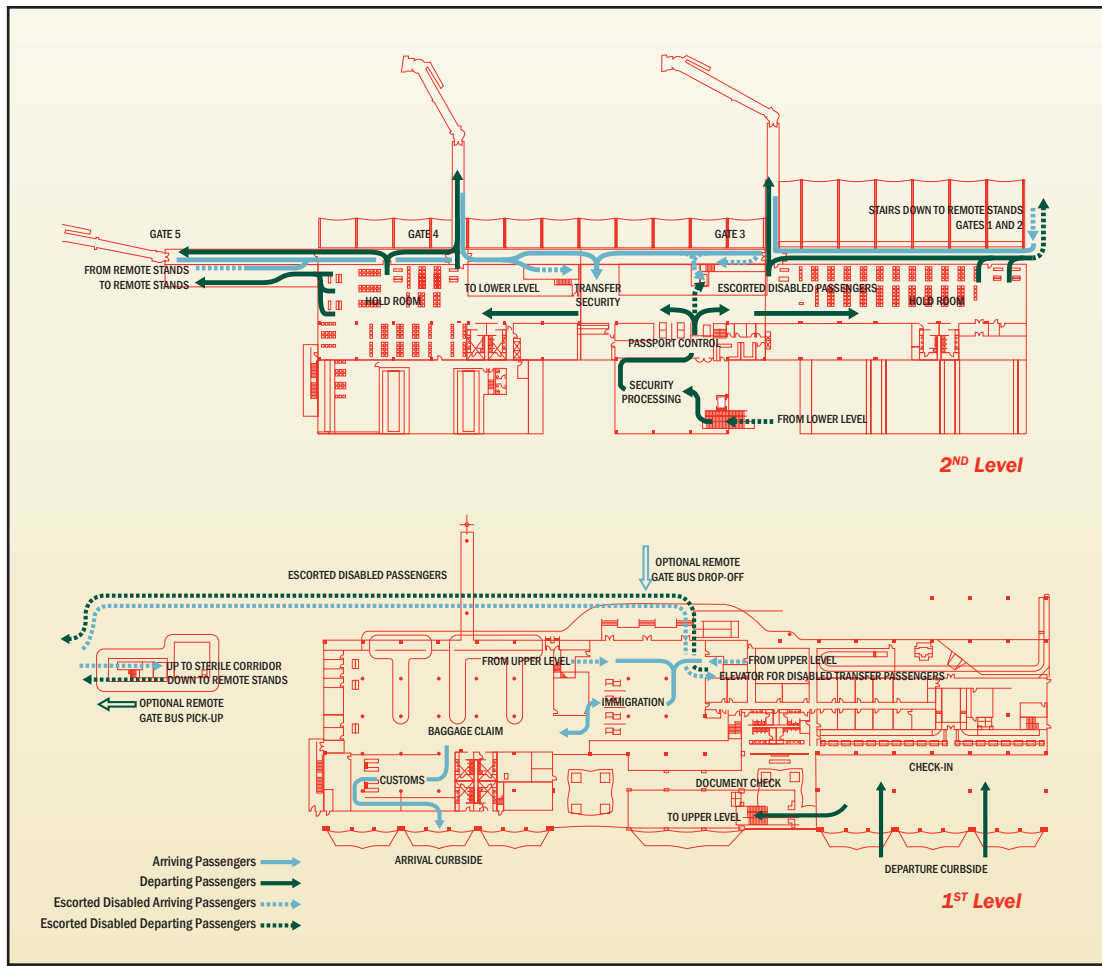 STAIRS DOWN TO REMOTE STANDS
GATES 1 AND 2
GATE 5
GATE 4
GATE 3
FROM REMOTE STANDS
TO REMOTE STANDS
HOLD ROOM
TO LOWER LEVEL
TRANSFER
SECURITY
ESCORTED DISABLED PASSENGERS
HOLD ROOM
PASSPORT CONTROL
SECURITY
PROCESSING
FROM LOWER LEVEL
2ND Level
OPTIONAL REMOTE
GATE BUS DROP-OFF
ESCORTED DISABLED PASSENGERS
UP TO STERILE CORRIDOR
DOWN TO REMOTE STANDS
OPTIONAL REMOTE
GATE BUS PICK-UP
FROM UPPER LEVEL
FROM UPPER LEVEL
ELEVATOR FOR DISABLED TRANSFER PASSENGERS
IMMIGRATION
BAGGAGE CLAIM
CUSTOMS
CHECK-IN
DOCUMENT CHECK
TO UPPER LEVEL
ARRIVAL CURBSIDE
DEPARTURE CURBSIDE
Arriving Passengers
Departing Passengers
Escorted Disabled Arriving Passengers
Escorted Disabled Departing Passengers
1ST Level